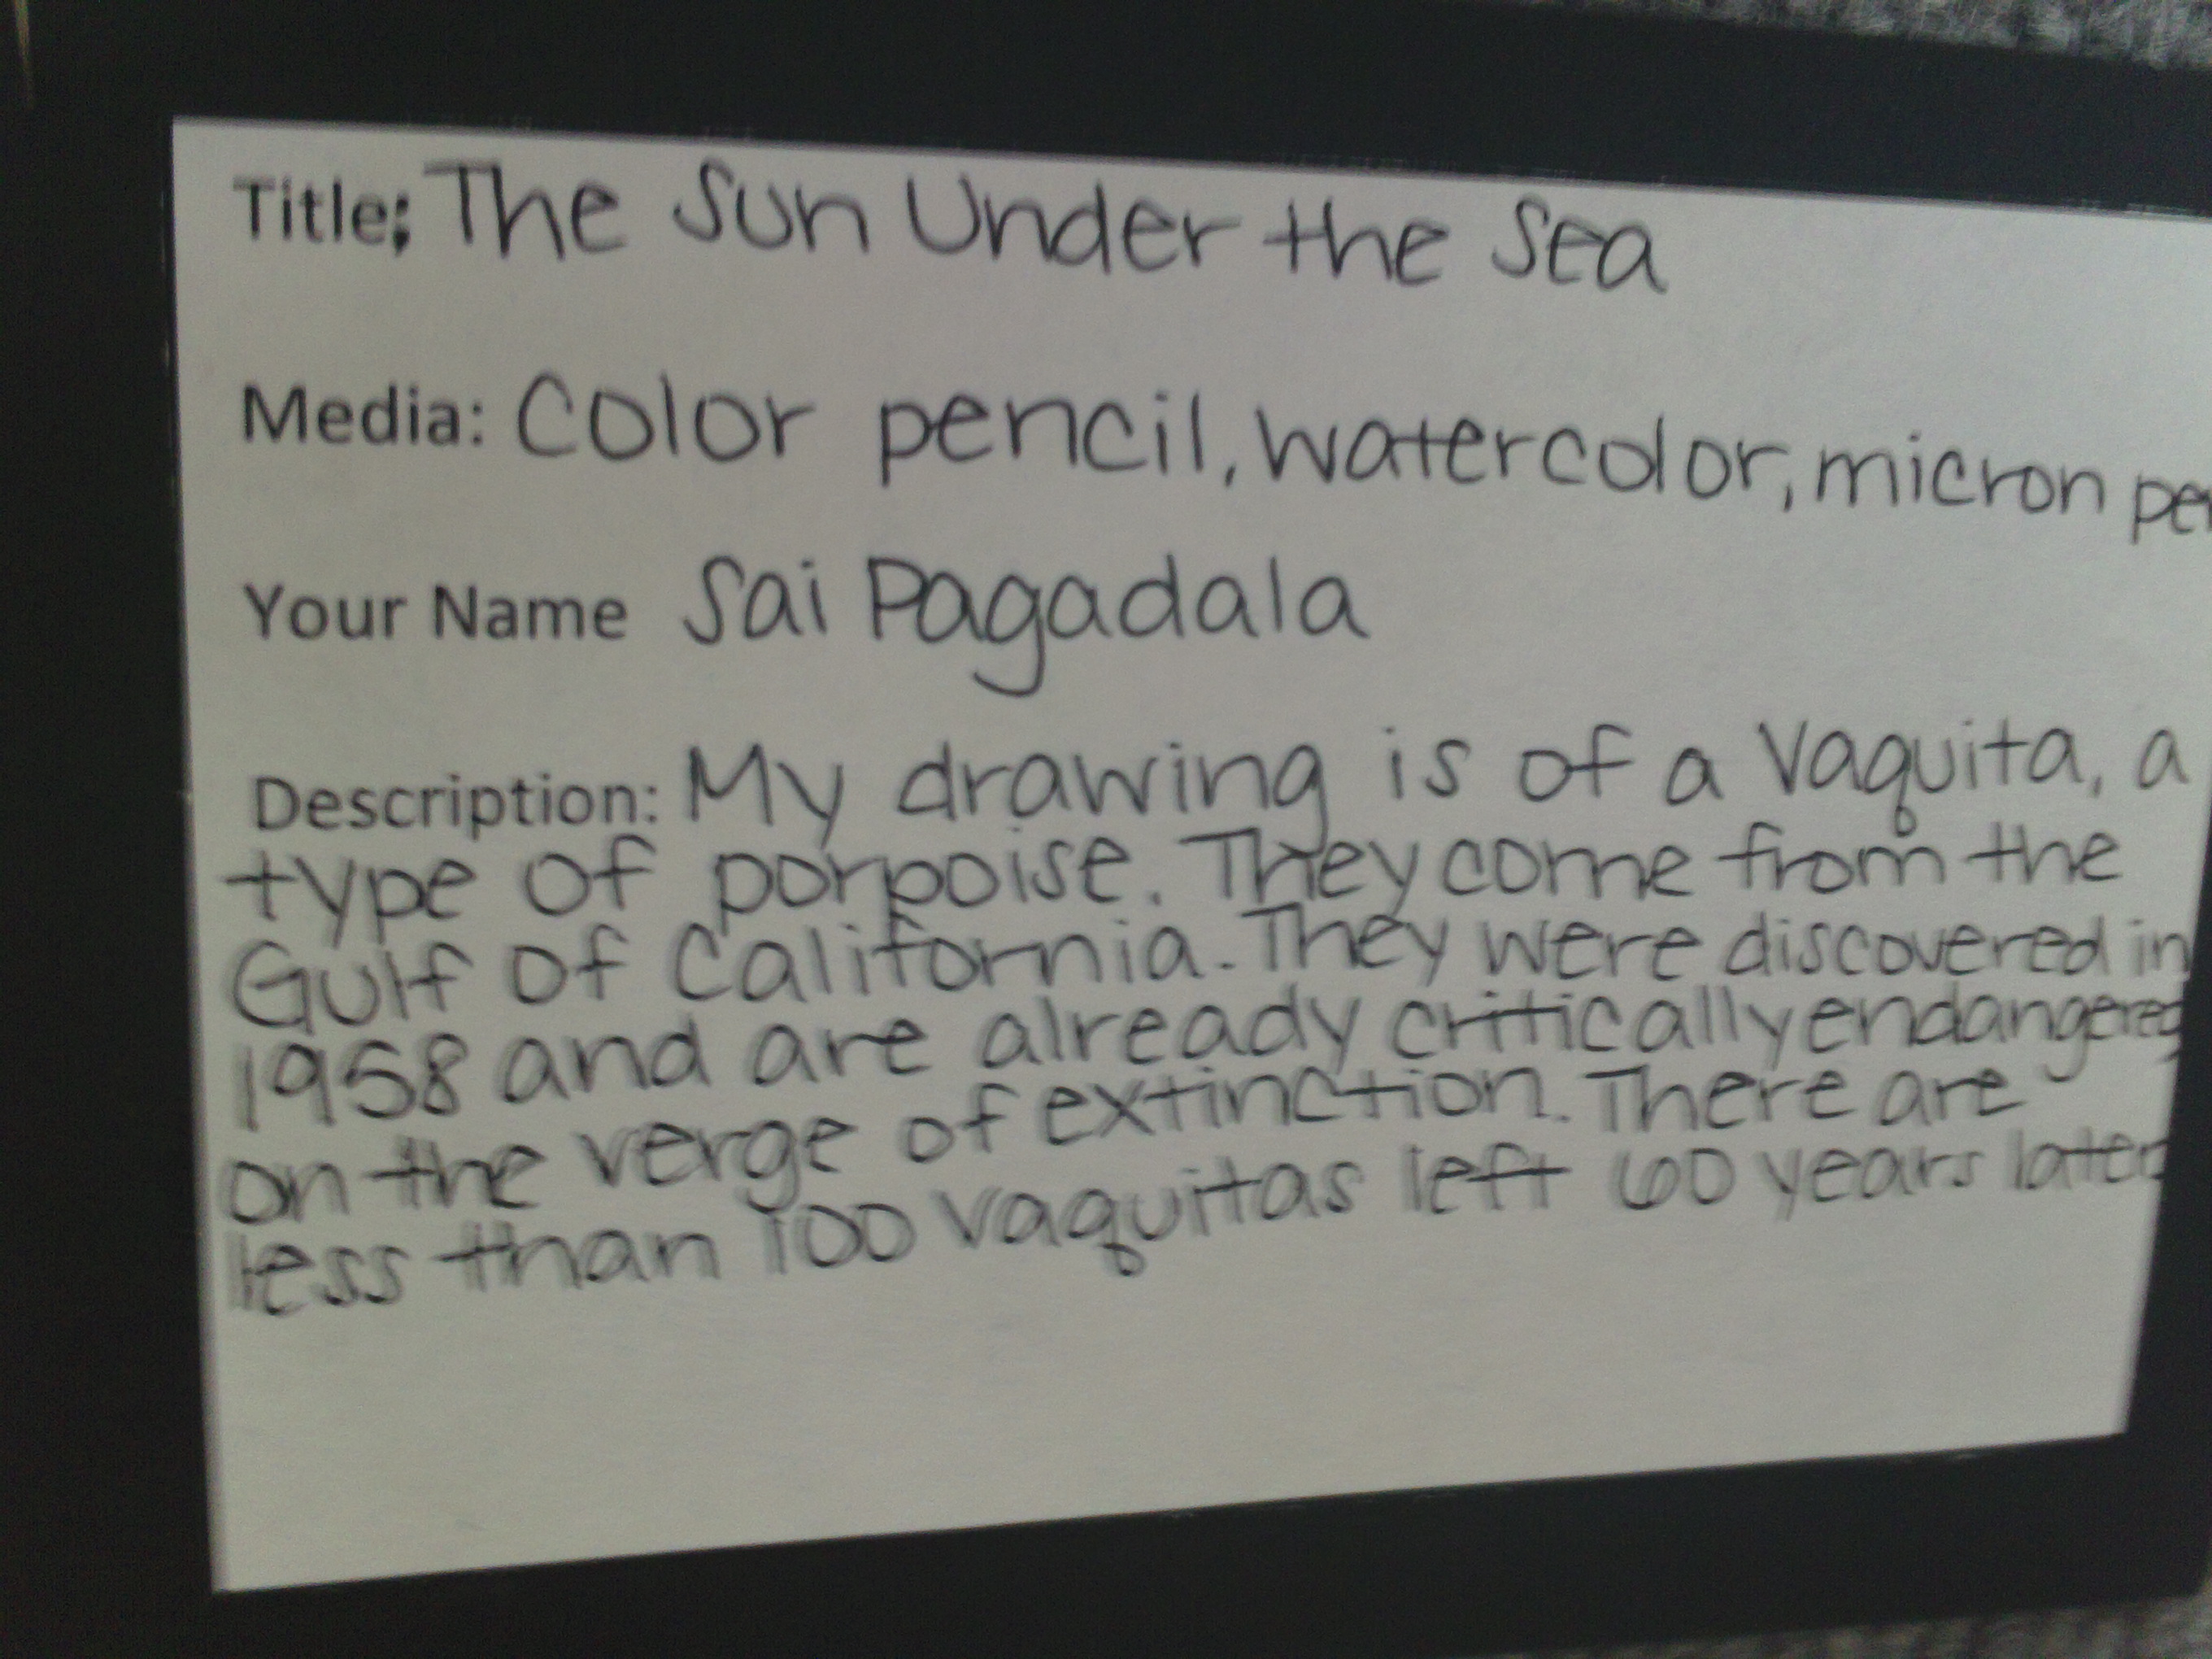 Title: The Sun Under the Sea
Media: Color pencil, watercolor, micron pen
Your Name Sai Pagadala
Description: My drawing is of a Vaquita, a
type of porpoise. They come from the
Gulf of California. They were discovered in
1958 and are already critically endangered
on the verge of extinction. There are
less than 100 vaquitas left 60 years later